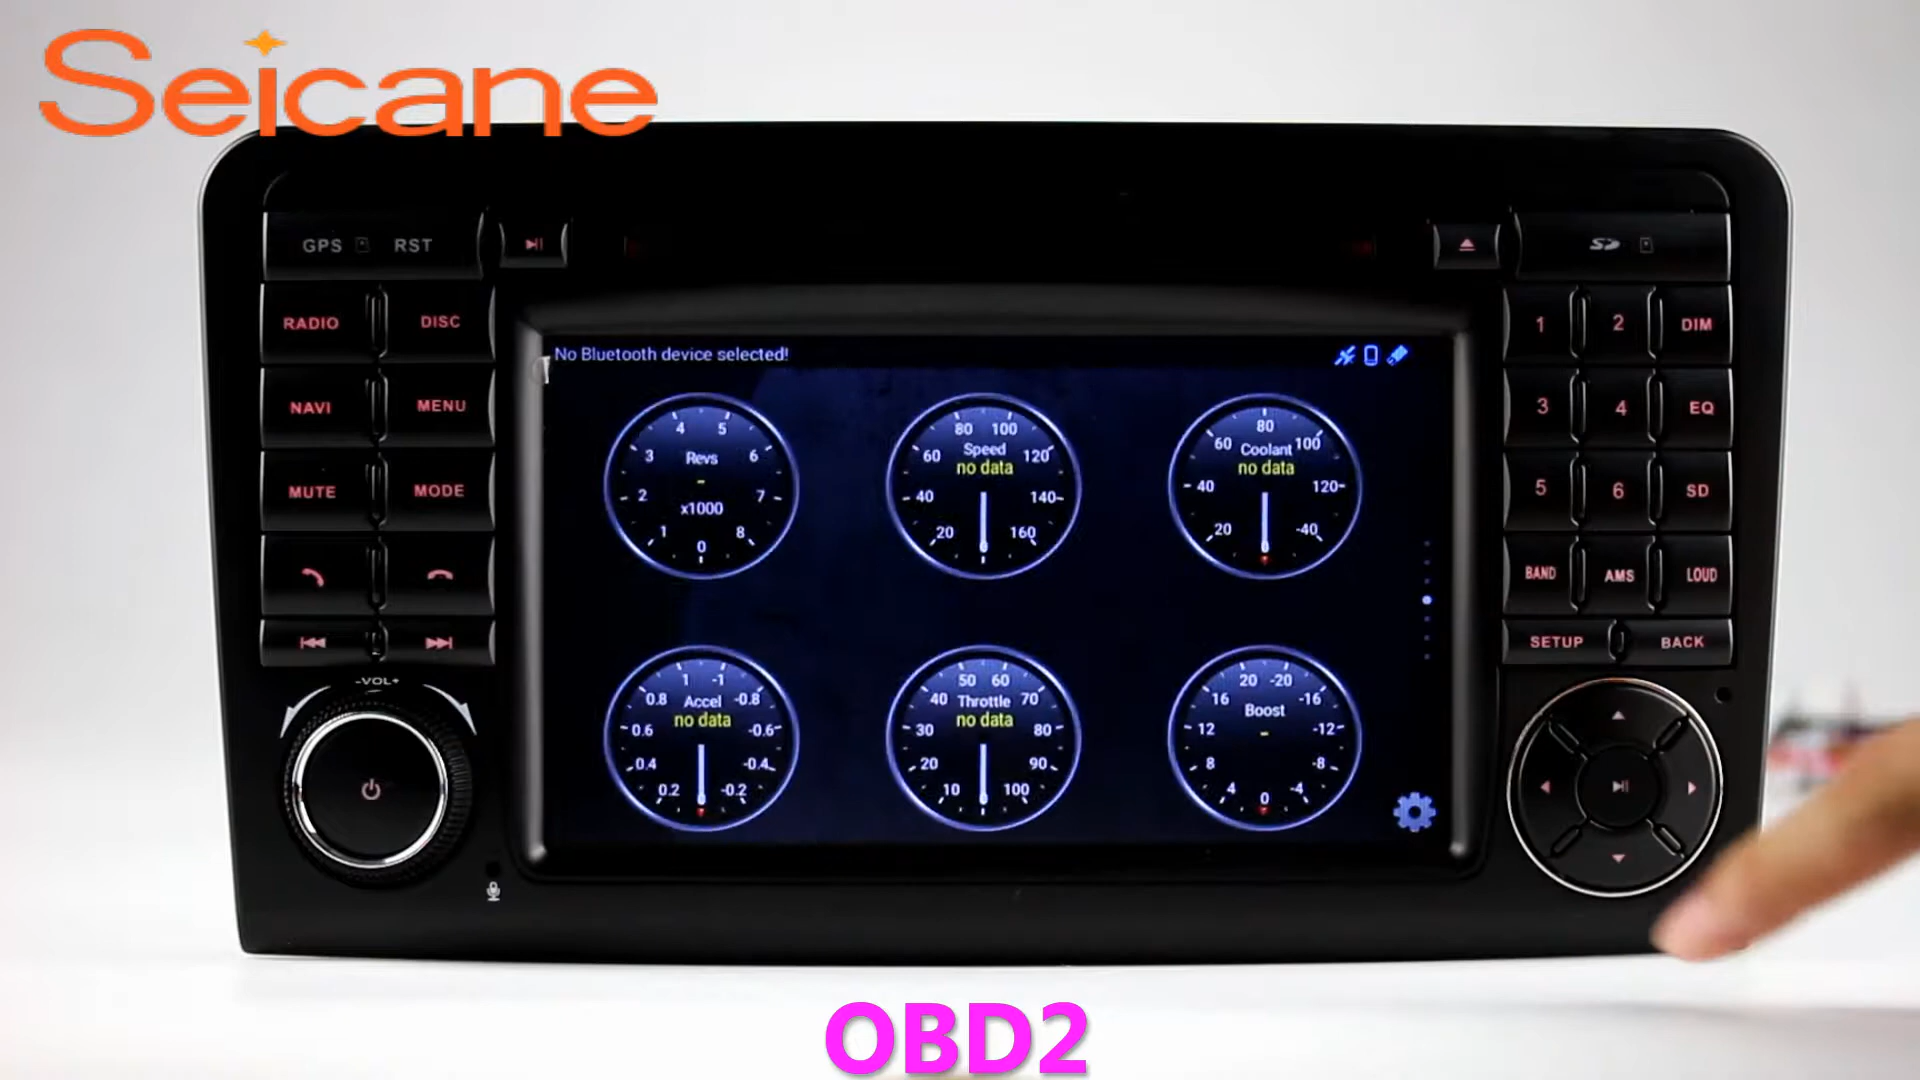 Seicane
GPS RST
RADIO DISC
NAVI MENU
MUTE MODE
-VOL+
No Bluetooth device selected!
4 5
3 Revs 6
-
2 7
x1000
1 8
0
80 100
Speed
60 120
no data
40 140
20 160
0
80
60 Coolant 100
no data
40 120
20 -40
0
1 -1
0.8 Accel -0.8
no data
0.6 -0.6
0.4 -0.4
0.2 -0.2
0
50 60
40 Throttle 70
no data
30 80
20 90
10 100
0
20 -20
16 -16
Boost
12 - -12
8 -8
4 -4
0
SD
1 2 DIM
3 4 EQ
5 6 SD
BAND AMS LOUD
SETUP BACK
OBD2